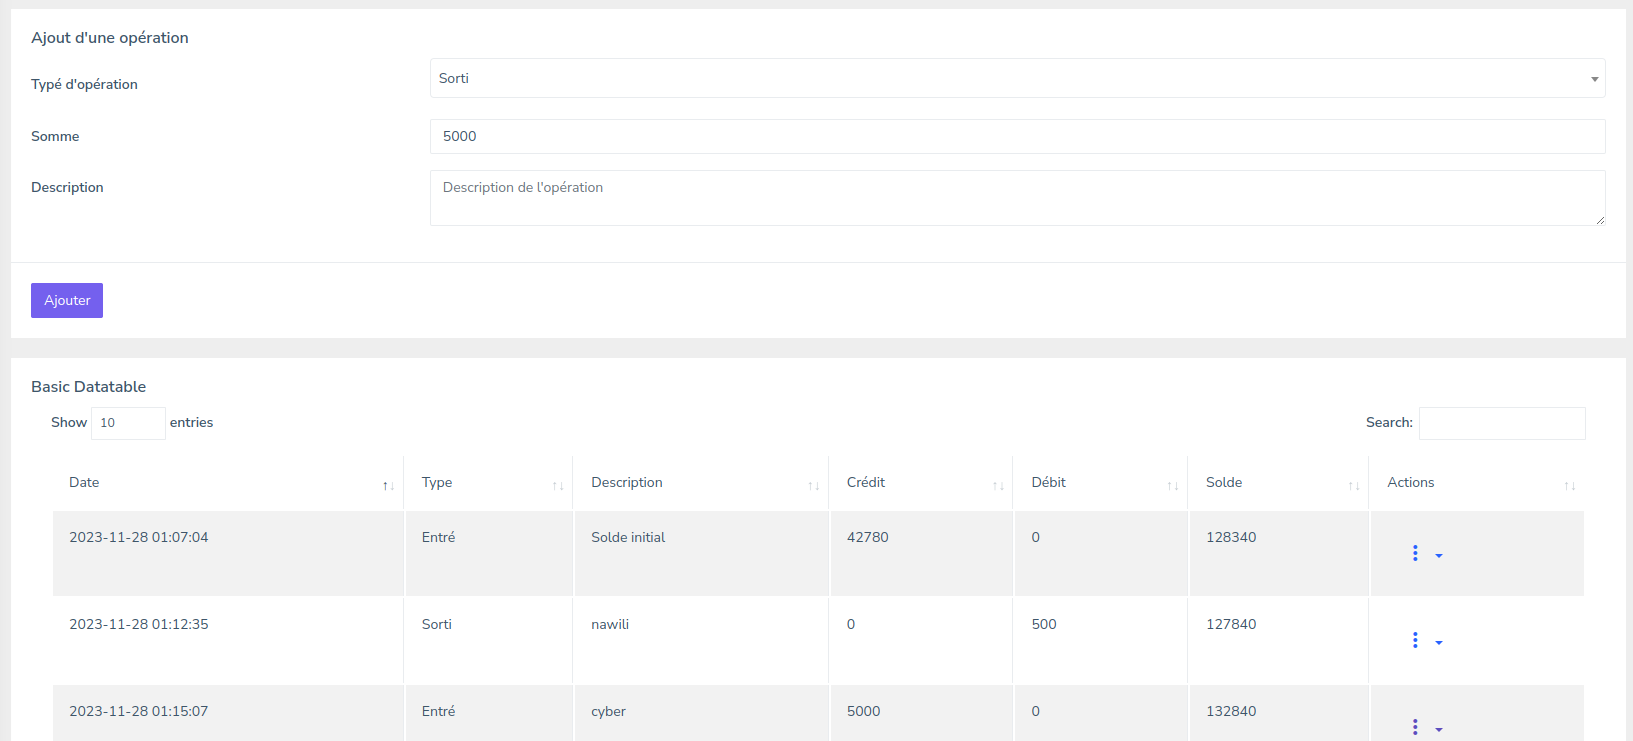 Ajout d'une opération
Typé d'opération
Sorti
Somme
5000
Description
Description de l'opération
Ajouter
Basic Datatable
Show 10 entries
Search:
Date Type Description Crédit Débit Solde Actions
2023-11-28 01:07:04 Entré Solde initial 42780 0 128340
2023-11-28 01:12:35 Sorti nawili 0 500 127840
2023-11-28 01:15:07 Entré cyber 5000 0 132840